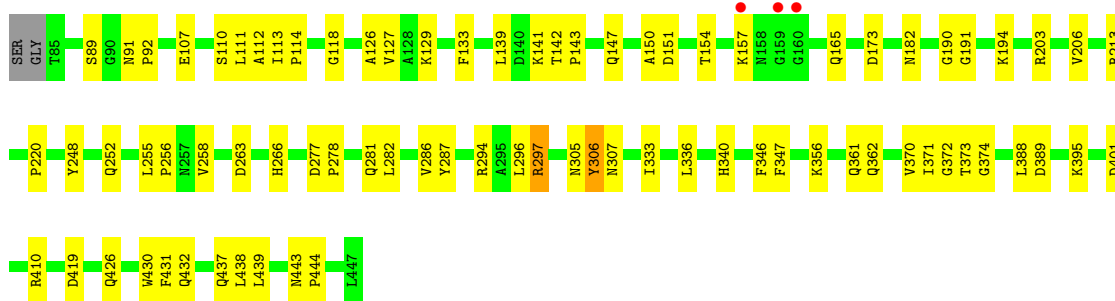 SER GLY T85 S89 G90 N91 P92 E107 S110 L111 A112 I113 P114 G118 A126 V127 A128 K129 F133 L139 D140 K141 T142 P143 Q147 A150 D151 T154 K157 N158 G159 G160 Q165 D173 N182 G190 G191 K194 R203 V206 R213
P220 Y248 Q252 L255 P256 N257 V258 D263 H266 D277 P278 Q281 L282 V286 Y287 R294 A295 L296 R297 N305 Y306 N307 I333 L336 H340 F346 F347 K356 Q361 Q362 V370 I371 G372 T373 G374 L388 D389 K395 D401
R410 D419 Q426 W430 F431 Q432 Q437 L438 L439 N443 P444 L447